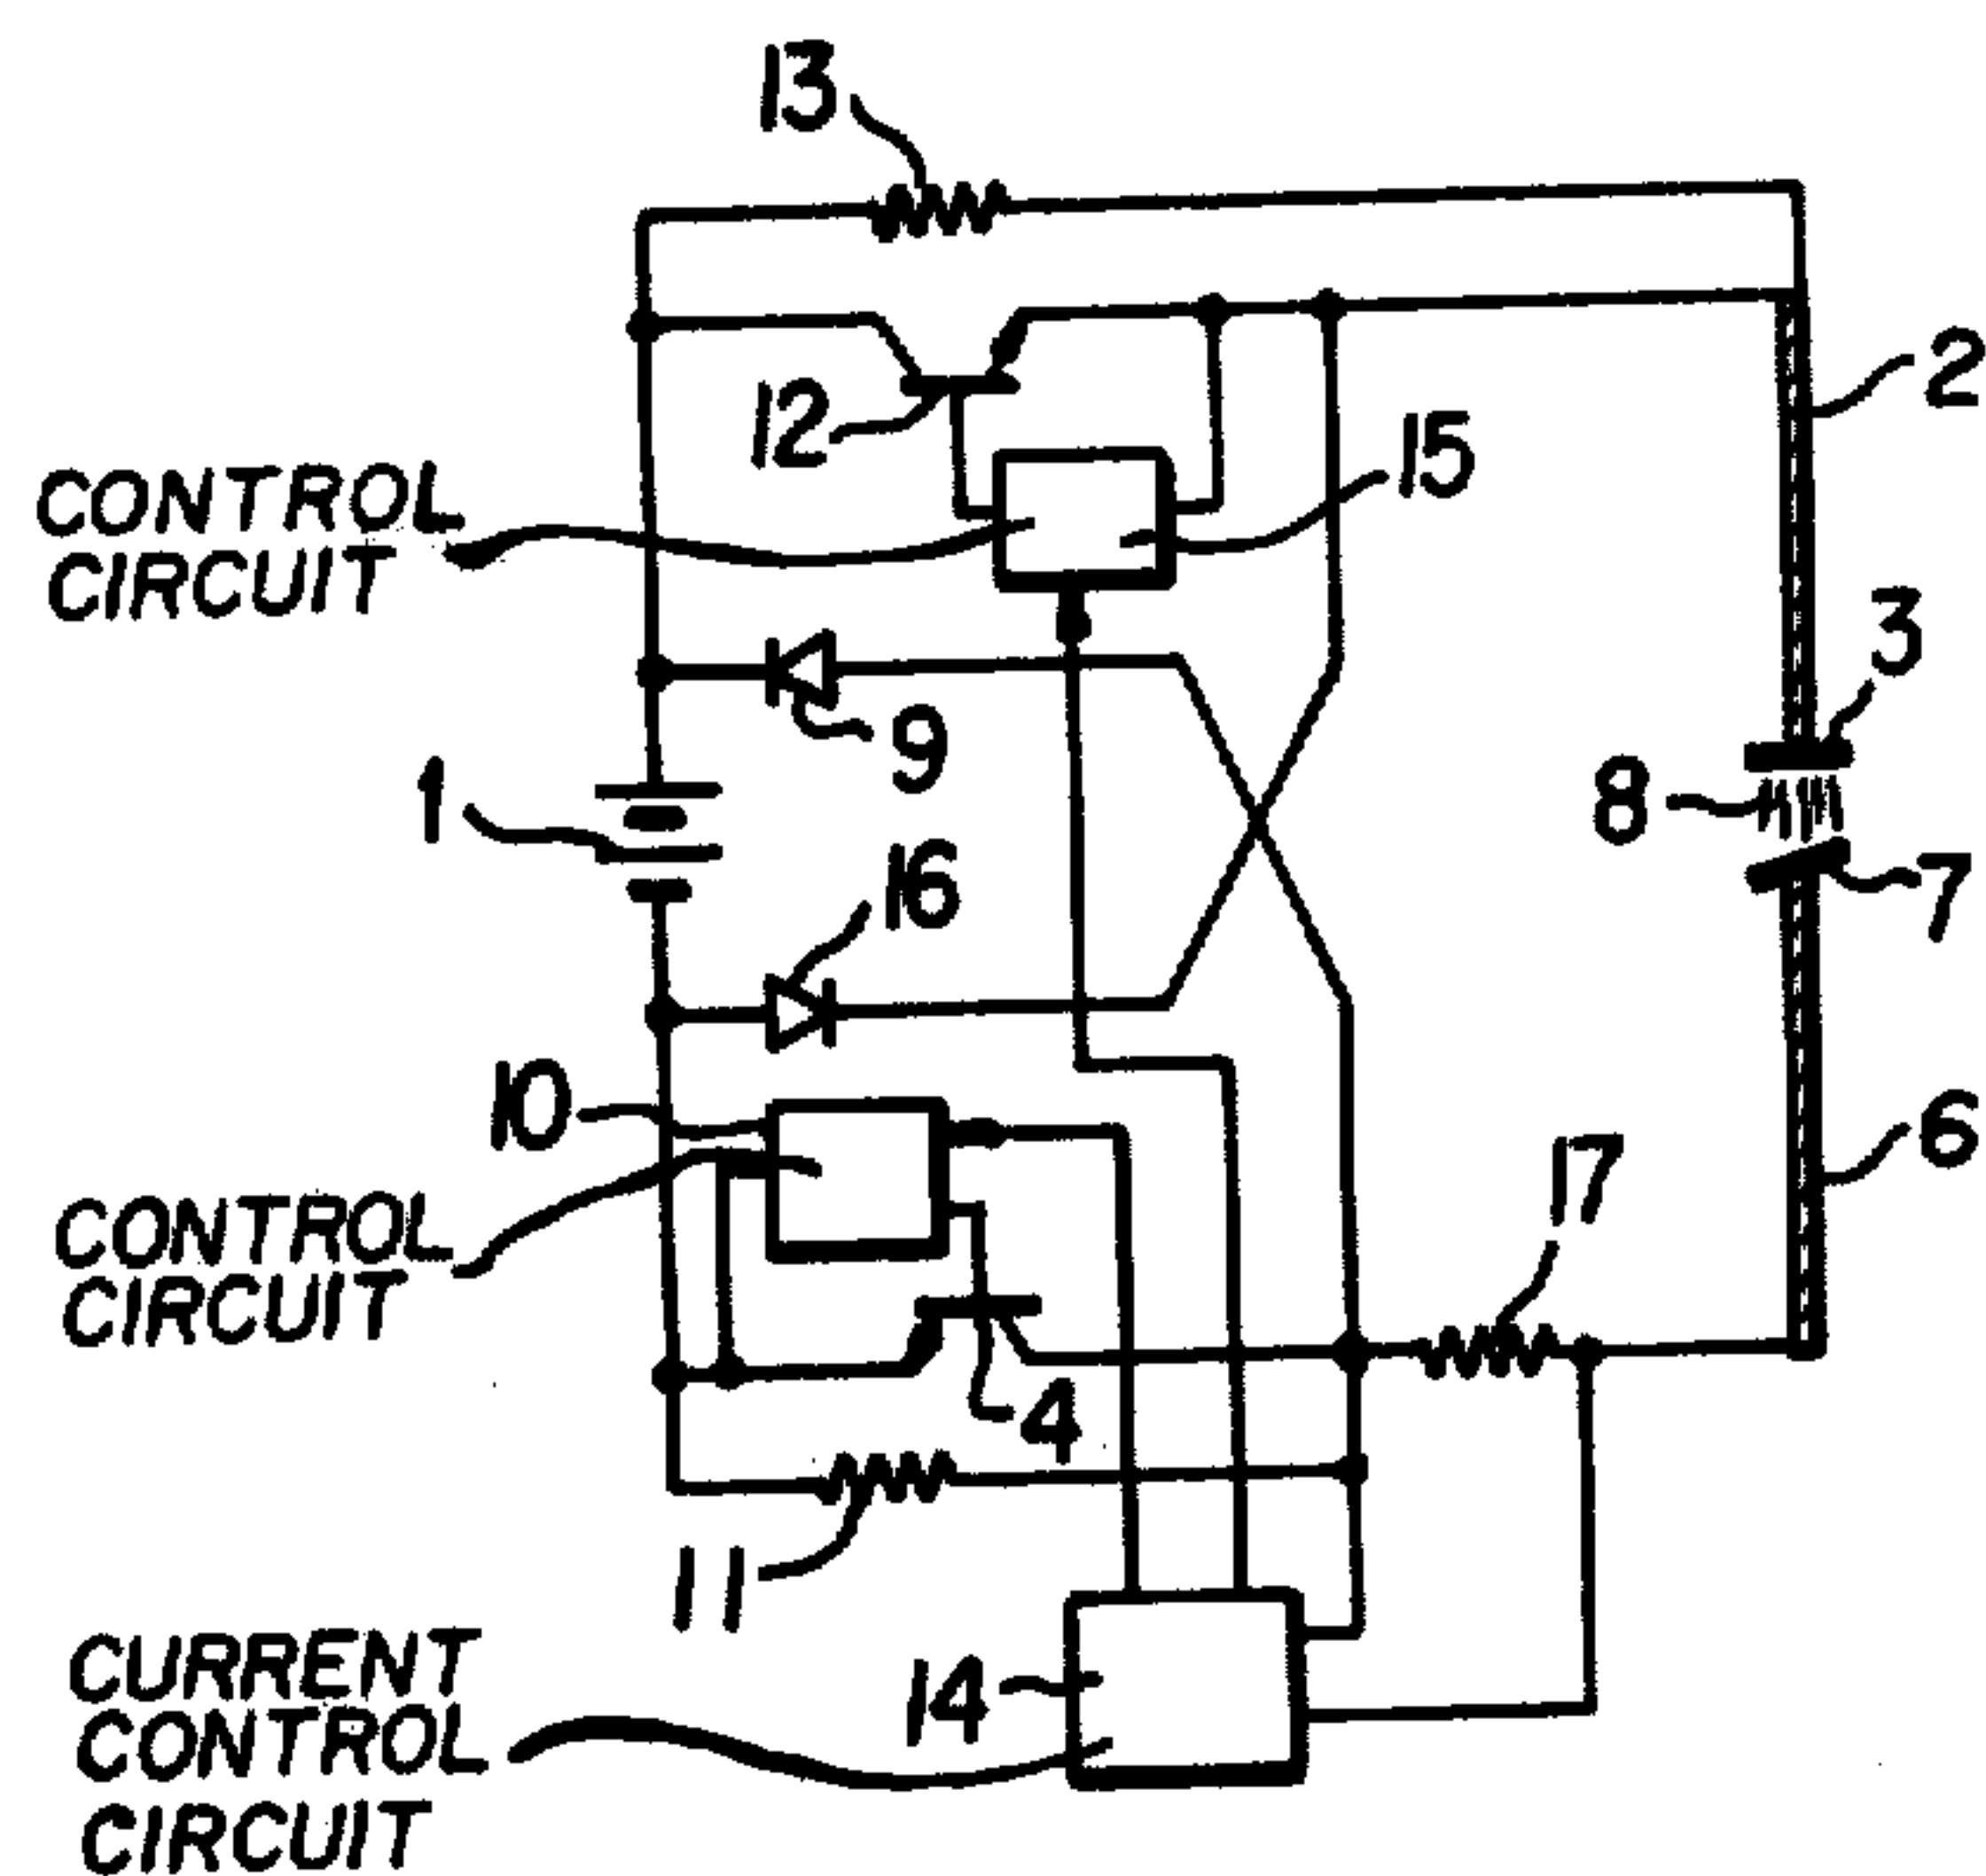 13
2
12
15
CONTROL
CIRCUIT
3
9
1
8
16
7
10
6
17
CONTROL
CIRCUIT
4
11
CURRENT
14
CONTROL
CIRCUIT